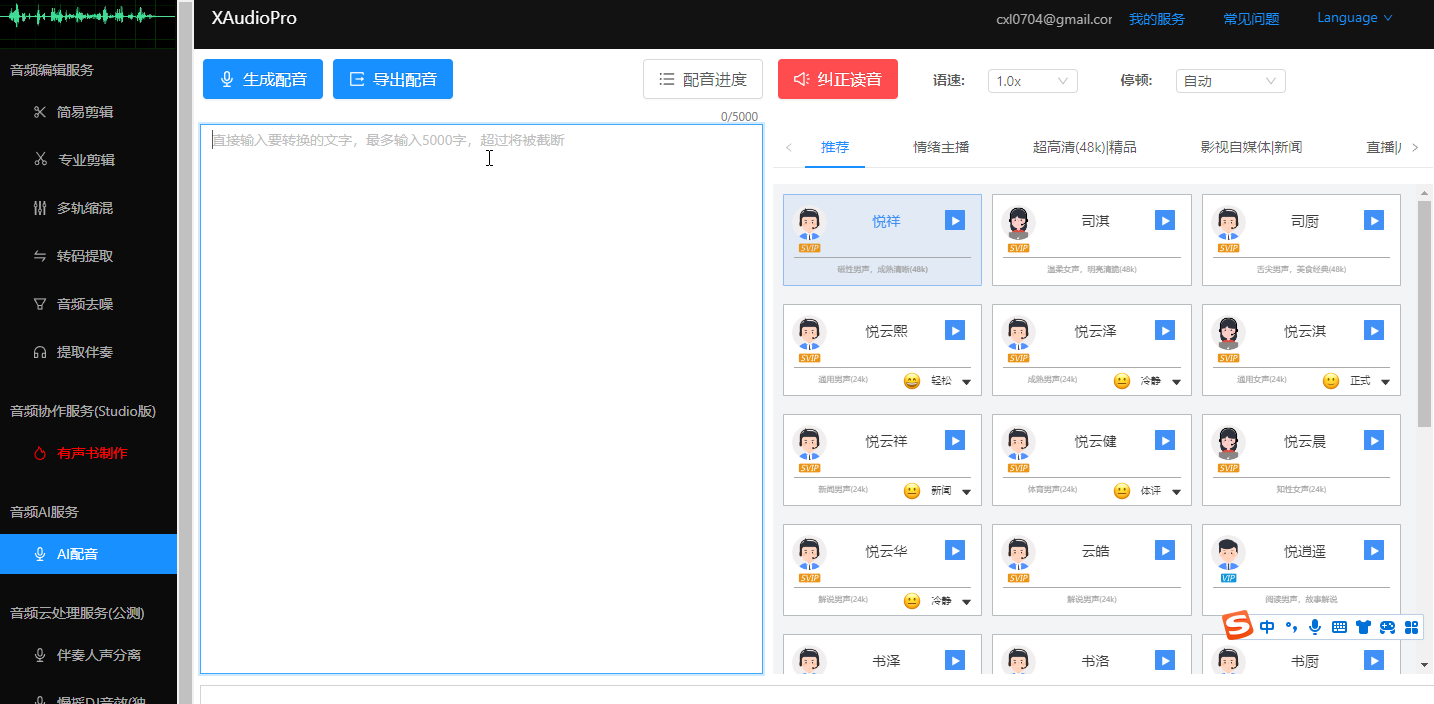 XAudioPro
cxl0704@gmail.cor
我的服务
常见问题
Language
音频编辑服务
简易剪辑
专业剪辑
多轨缩混
转码提取
音频去噪
提取伴奏
音频协作服务(Studio版)
有声书制作
音频AI服务
AI配音
音频云处理服务(公测)
伴奏人声分离
慢摇DJ音效(独
生成配音
导出配音
配音进度
纠正读音
语速:
1.0x
停顿:
自动
0/5000
直接输入要转换的文字，最多输入5000字，超过将被截断
推荐
情绪主播
超高清(48k)|精品
影视自媒体|新闻
直播|
悦祥
SVIP
磁性男声，成熟清晰(48k)
司淇
SVIP
温柔女声，明亮清脆(48k)
司厨
SVIP
舌尖男声，美食经典(48k)
悦云熙
SVIP
通用男声(24k)
轻松
悦云泽
SVIP
成熟男声(24k)
冷静
悦云淇
SVIP
通用女声(24k)
正式
悦云祥
SVIP
新闻男声(24k)
新闻
悦云健
SVIP
体育男声(24k)
体评
悦云晨
SVIP
知性女声(24k)
悦云华
SVIP
解说男声(24k)
冷静
云皓
SVIP
解说男声(24k)
悦逍遥
VIP
阅读男声，故事解说
S
中
书泽
书洛
书厨